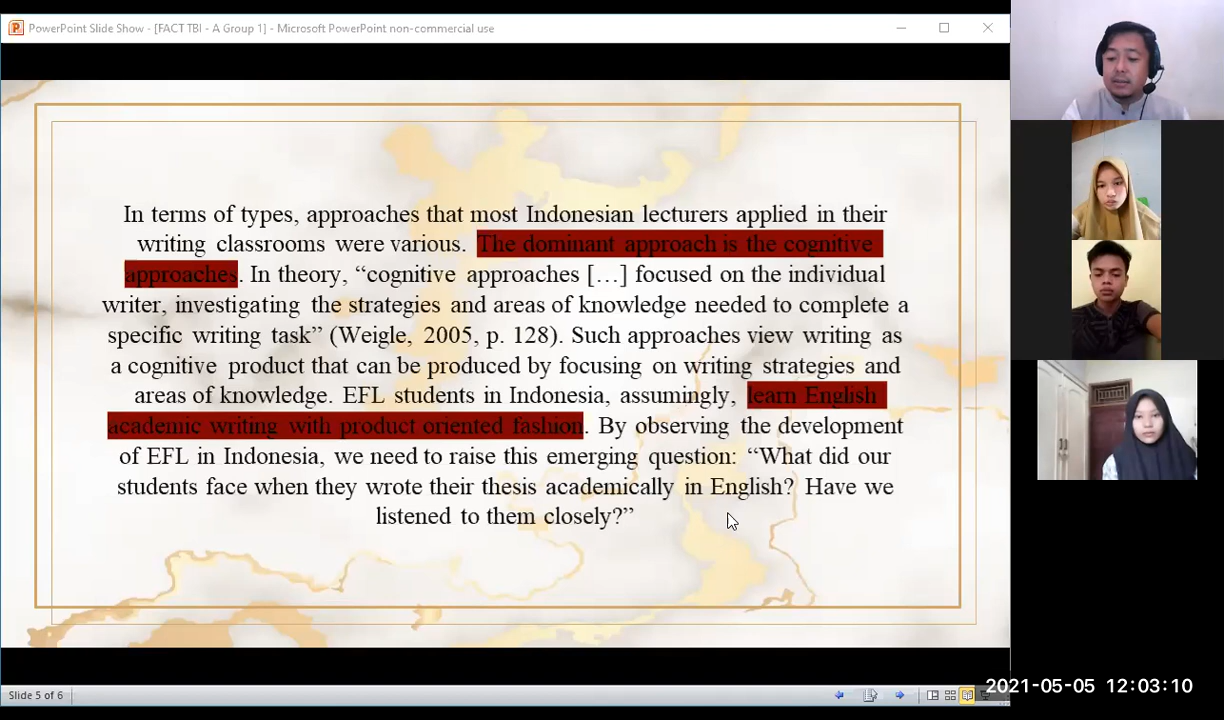 PowerPoint Slide Show - [FACT TBI - A Group 1] - Microsoft PowerPoint non-commercial use
In terms of types, approaches that most Indonesian lecturers applied in their
writing classrooms were various. The dominant approach is the cognitive
approaches. In theory, “cognitive approaches […] focused on the individual
writer, investigating the strategies and areas of knowledge needed to complete a
specific writing task” (Weigle, 2005, p. 128). Such approaches view writing as
a cognitive product that can be produced by focusing on writing strategies and
areas of knowledge. EFL students in Indonesia, assumingly, learn English
academic writing with product oriented fashion. By observing the development
of EFL in Indonesia, we need to raise this emerging question: “What did our
students face when they wrote their thesis academically in English? Have we
listened to them closely?”
Slide 5 of 6
2021-05-05 12:03:10